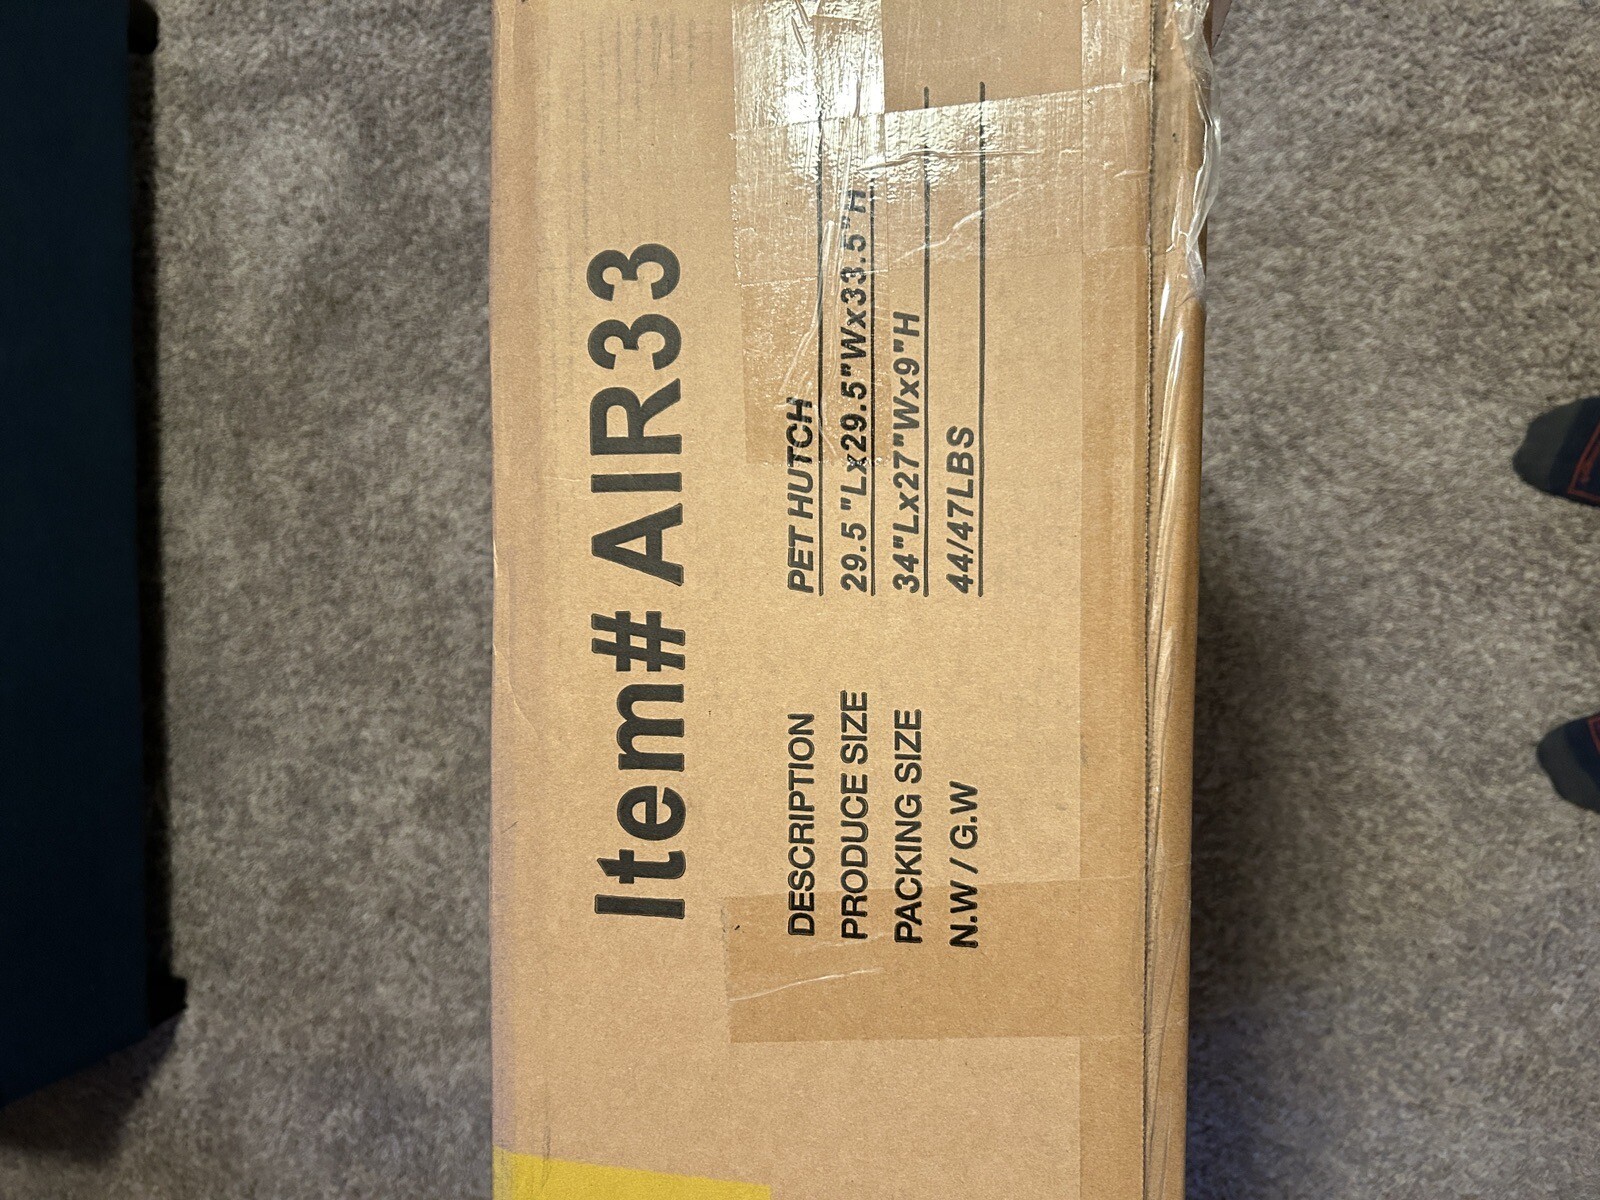 Item# AIR33
DESCRIPTION PET HUTCH
PRODUCE SIZE 29.5 "Lx29.5"Wx33.5"H
PACKING SIZE 34"Lx27"Wx9"H
N.W / G.W 44/47LBS